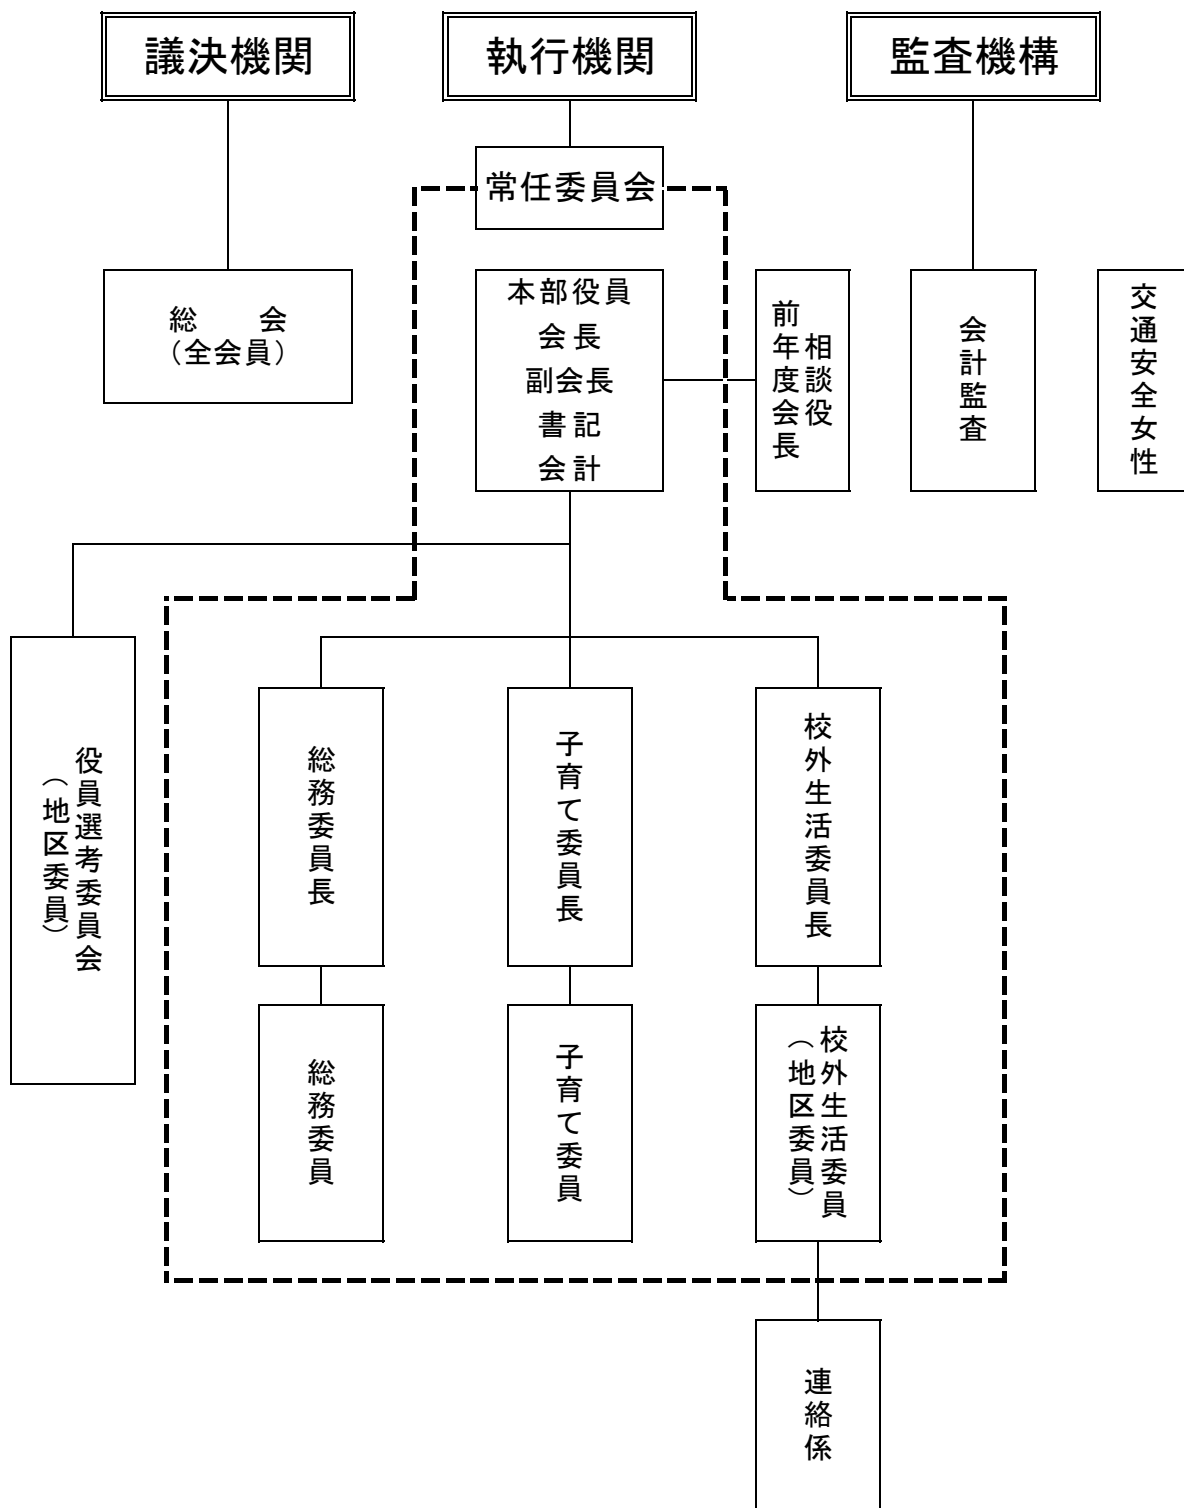 議決機関
執行機関
監査機構
常任委員会
総　　会
（全会員）
本部役員
会長
副会長
書記
会計
相談役
前年度会長
会計監査
交通安全女性
役員選考委員会
（地区委員）
総務委員長
子育て委員長
校外生活委員長
総務委員
子育て委員
校外生活委員
（地区委員）
連絡係